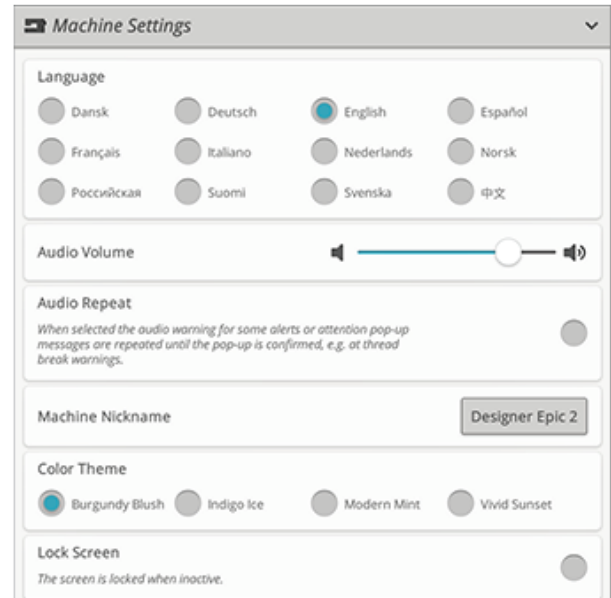 Machine Settings
Language
Dansk Deutsch English Español
Français Italiano Nederlands Norsk
Российская Suomi Svenska 中文
Audio Volume
Audio Repeat
When selected the audio warning for some alerts or attention pop-up
messages are repeated until the pop-up is confirmed, e.g. at thread
break warnings.
Machine Nickname Designer Epic 2
Color Theme
Burgundy Blush Indigo Ice Modern Mint Vivid Sunset
Lock Screen
The screen is locked when inactive.